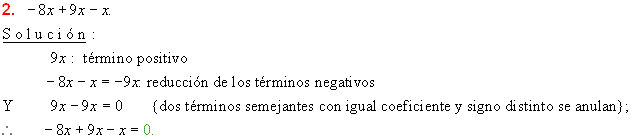 2. −8x + 9x − x.
Solución:
9x : término positivo
−8x − x = −9x: reducción de los términos negativos
Y 9x − 9x = 0 {dos términos semejantes con igual coeficiente y signo distinto se anulan};
∴ −8x + 9x − x = 0.